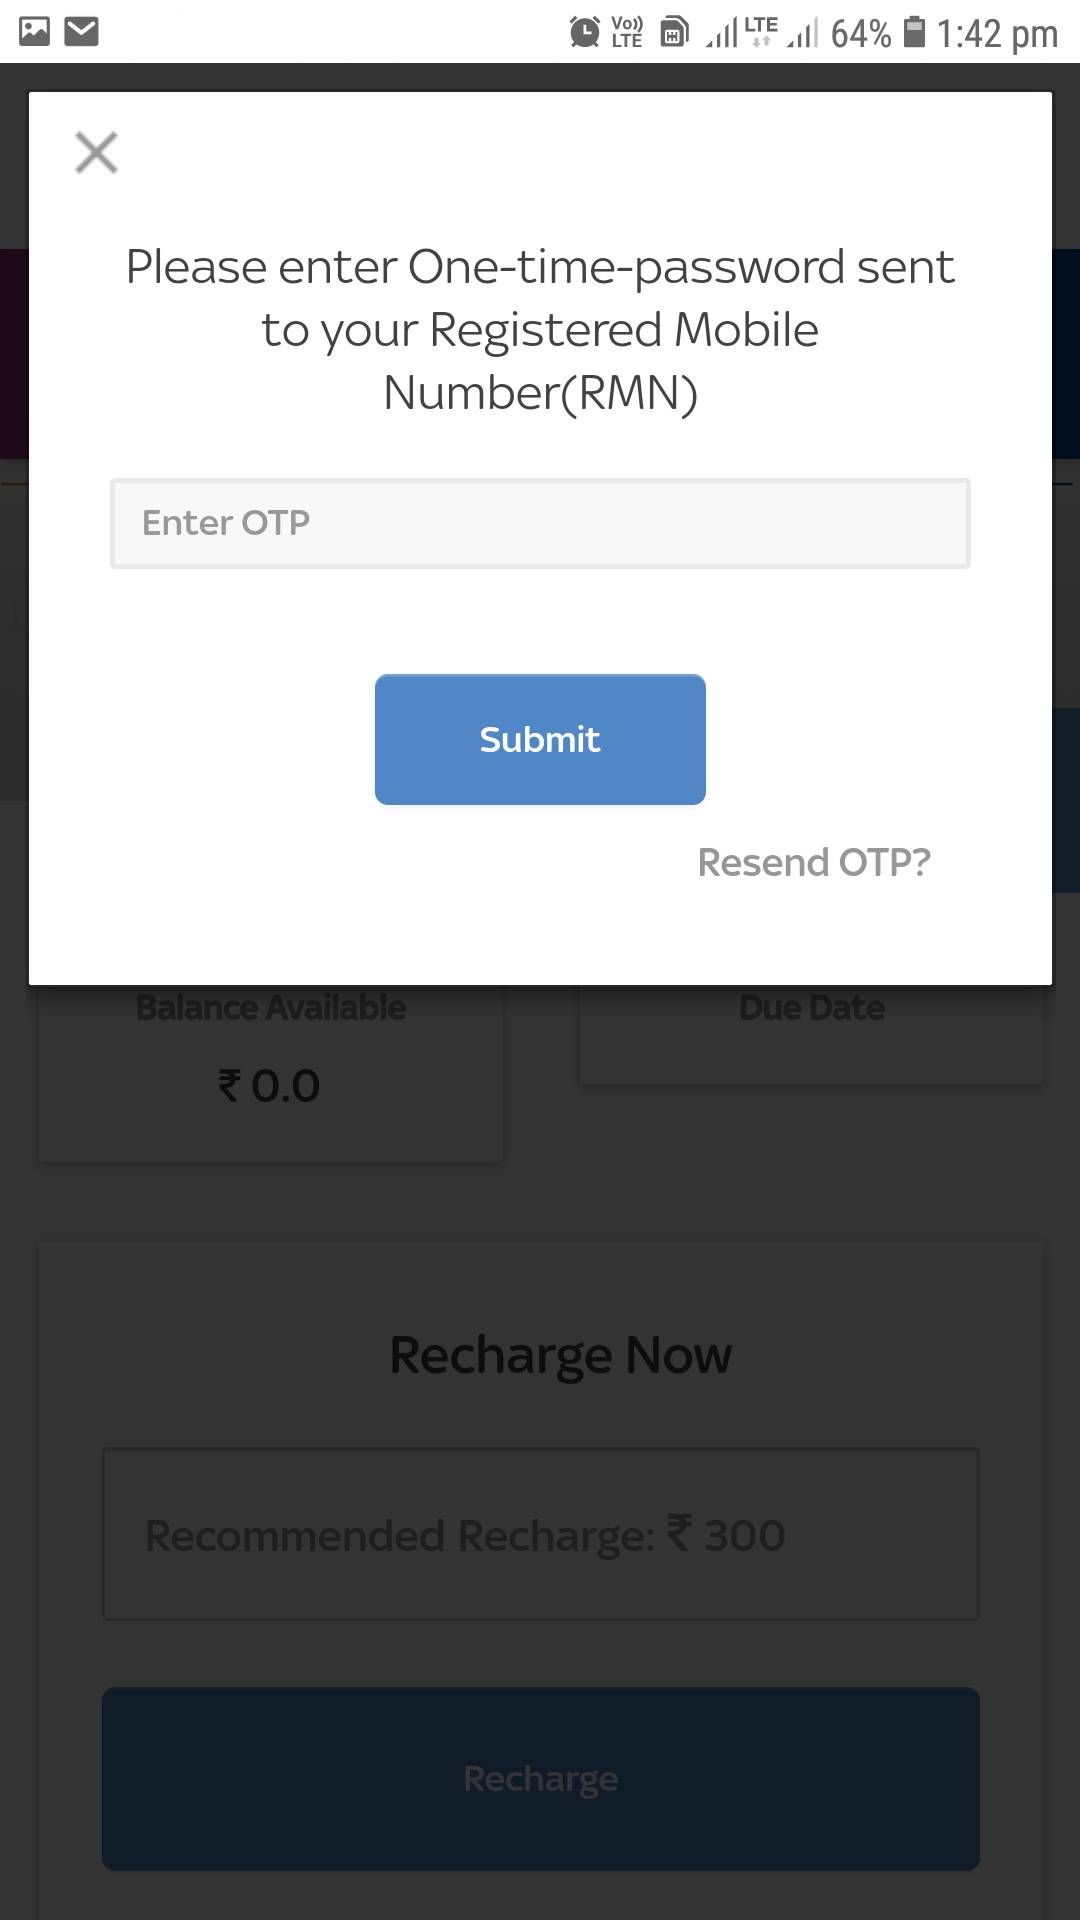 Vo)) LTE LTE 64% 1:42 pm
Please enter One-time-password sent
to your Registered Mobile
Number(RMN)
Enter OTP
Submit
Resend OTP?
Balance Available
₹ 0.0
Due Date
Recharge Now
Recommended Recharge: ₹ 300
Recharge